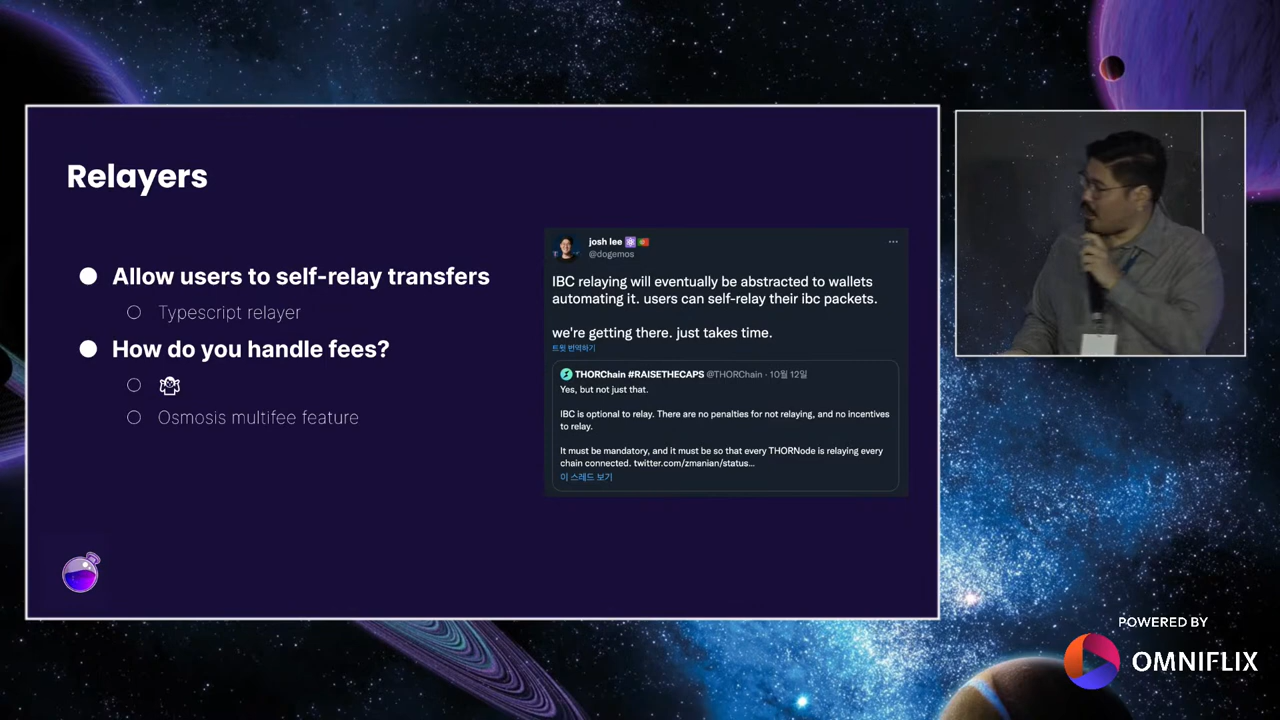 Relayers
Allow users to self-relay transfers
Typescript relayer
How do you handle fees?
Osmosis multifee feature
josh lee
@dogemos
IBC relaying will eventually be abstracted to wallets
automating it. users can self-relay their ibc packets.
we're getting there. just takes time.
트윗 번역하기
THORChain #RAISETHECAPS @THORChain · 10월 12일
Yes, but not just that.
IBC is optional to relay. There are no penalties for not relaying, and no incentives
to relay.
It must be mandatory, and it must be so that every THORNode is relaying every
chain connected. twitter.com/zmanian/status...
이 스레드 보기
POWERED BY
OMNIFLIX